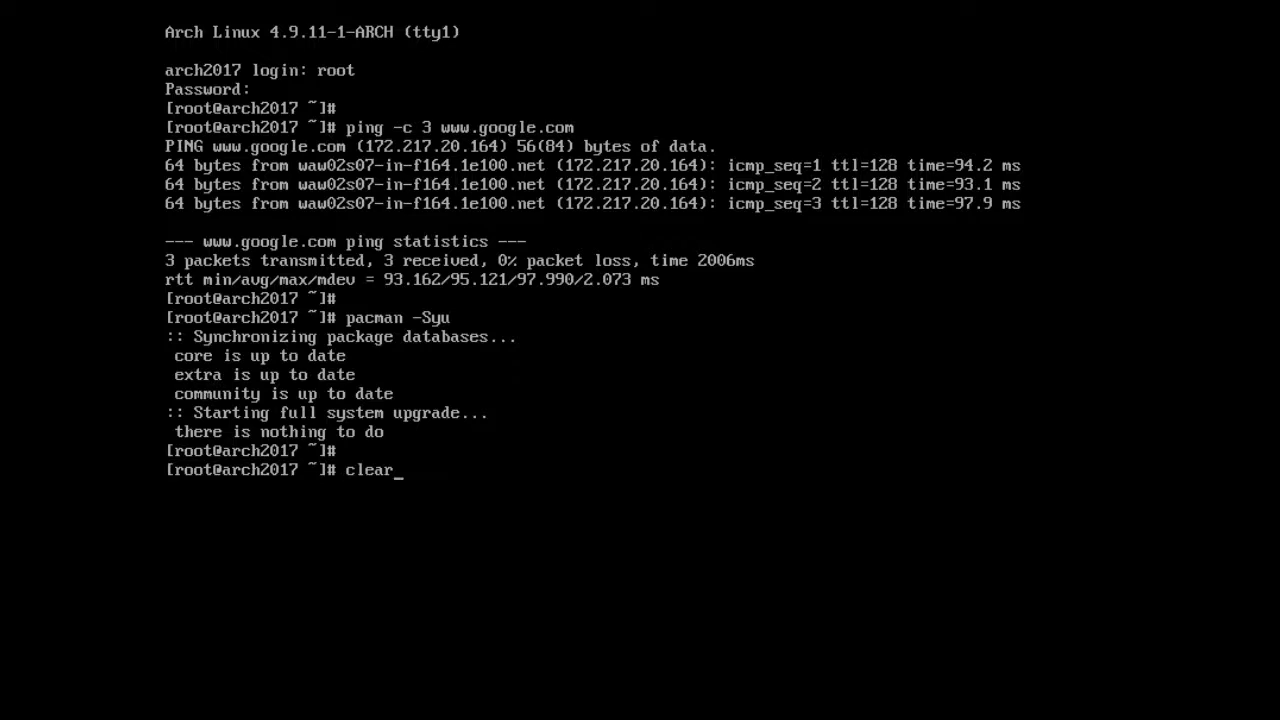 Arch Linux 4.9.11-1-ARCH (tty1)
arch2017 login: root
Password:
[root@arch2017 ~]#
[root@arch2017 ~]# ping -c 3 www.google.com
PING www.google.com (172.217.20.164) 56(84) bytes of data.
64 bytes from waw02s07-in-f164.1e100.net (172.217.20.164): icmp_seq=1 ttl=128 time=94.2 ms
64 bytes from waw02s07-in-f164.1e100.net (172.217.20.164): icmp_seq=2 ttl=128 time=93.1 ms
64 bytes from waw02s07-in-f164.1e100.net (172.217.20.164): icmp_seq=3 ttl=128 time=97.9 ms
--- www.google.com ping statistics ---
3 packets transmitted, 3 received, 0% packet loss, time 2006ms
rtt min/avg/max/mdev = 93.162/95.121/97.990/2.073 ms
[root@arch2017 ~]#
[root@arch2017 ~]# pacman -Syu
:: Synchronizing package databases...
 core is up to date
 extra is up to date
 community is up to date
:: Starting full system upgrade...
 there is nothing to do
[root@arch2017 ~]#
[root@arch2017 ~]# clear_